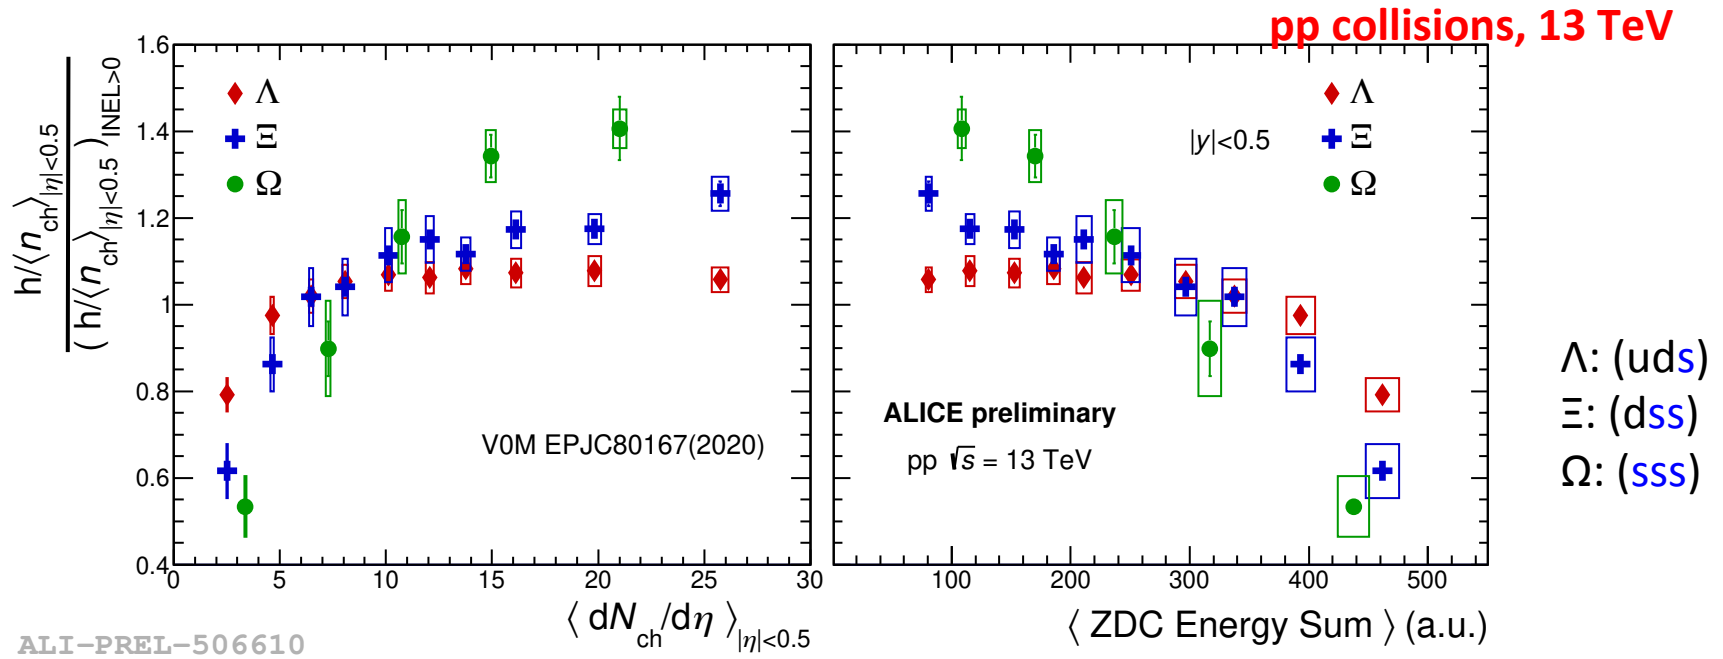 pp collisions, 13 TeV
h/⟨n_ch⟩_|η|<0.5
( h/⟨n_ch⟩_|η|<0.5 )_INEL>0
1.6
1.4
1.2
1
0.8
0.6
0.4
Λ
Ξ
Ω
V0M EPJC80167(2020)
0 5 10 15 20 25 30
⟨ dN_ch/dη ⟩_|η|<0.5
Λ
|y|<0.5 Ξ
Ω
ALICE preliminary
pp √s = 13 TeV
100 200 300 400 500
⟨ ZDC Energy Sum ⟩ (a.u.)
Λ: (uds)
Ξ: (dss)
Ω: (sss)
ALI-PREL-506610